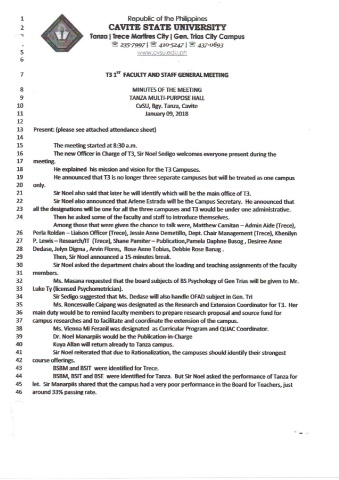 1 Republic of the Philippines
2 CAVITE STATE UNIVERSITY
Tanza | Trece Martires City | Gen. Trias City Campus
☏ 235-7997 | ☏ 410-5247 | ☏ 437-0693
5 www.cvsu.edu.ph
6
7 T3 1ST FACULTY AND STAFF GENERAL MEETING
8 MINUTES OF THE MEETING
9 TANZA MULTI-PURPOSE HALL
10 CvSU, Bgy. Tanza, Cavite
11 January 09, 2018
12
13 Present: (please see attached attendance sheet)
14
15 The meeting started at 8:30 a.m.
16 The new Officer in Charge of T3, Sir Noel Sedigo welcomes everyone present during the
17 meeting.
18 He explained his mission and vision for the T3 Campuses.
19 He announced that T3 is no longer three separate campuses but will be treated as one campus
20 only.
21 Sir Noel also said that later he will identify which will be the main office of T3.
22 Sir Noel also announced that Arlene Estrada will be the Campus Secretary. He announced that
23 all the designations will be one for all the three campuses and T3 would be under one administrative.
24 Then he asked some of the faculty and staff to introduce themselves.
Among those that were given the chance to talk were, Matthew Camitan – Admin Aide (Trece),
26 Perla Roldan – Liaison Officer (Trece), Jessie Anne Demetillo, Dept. Chair Management (Trece), Khenilyn
27 P. Lewis – Research/IT (Trece), Shane Pamster – Publication,Pamela Daphne Busog , Desiree Anne
28 Dedase, Jolyn Digma , Arvin Flores, Rose Anne Tobias, Debbie Rose Banag .
29 Then, Sir Noel announced a 15-minutes break.
30 Sir Noel asked the department chairs about the loading and teaching assignments of the faculty
31 members.
32 Ms. Masana requested that the board subjects of BS Psychology of Gen Trias will be given to Mr.
33 Luke Ty (licensed Psychometrician).
34 Sir Sedigo suggested that Ms. Dedase will also handle OFAD subject in Gen. Tri
35 Ms. Roncesvalle Caipang was designated as the Research and Extension Coordinator for T3. Her
36 main duty would be to remind faculty members to prepare research proposal and source fund for
37 campus researches and to facilitate and coordinate the extension of the campus.
38 Ms. Vienna Mi Feranil was designated as Curricular Program and QUAC Coordinator.
39 Dr. Noel Manarpiis would be the Publication-in-Charge
40 Kuya Allan will return already to Tanza campus.
41 Sir Noel reiterated that due to Rationalization, the campuses should identify their strongest
42 course offerings.
43 BSBM and BSIT were identified for Trece.
44 BSBM, BSIT and BSE were identified for Tanza. But Sir Noel asked the performance of Tanza for
45 let. Sir Manarpiis shared that the campus had a very poor performance in the Board for Teachers, just
46 around 33% passing rate.